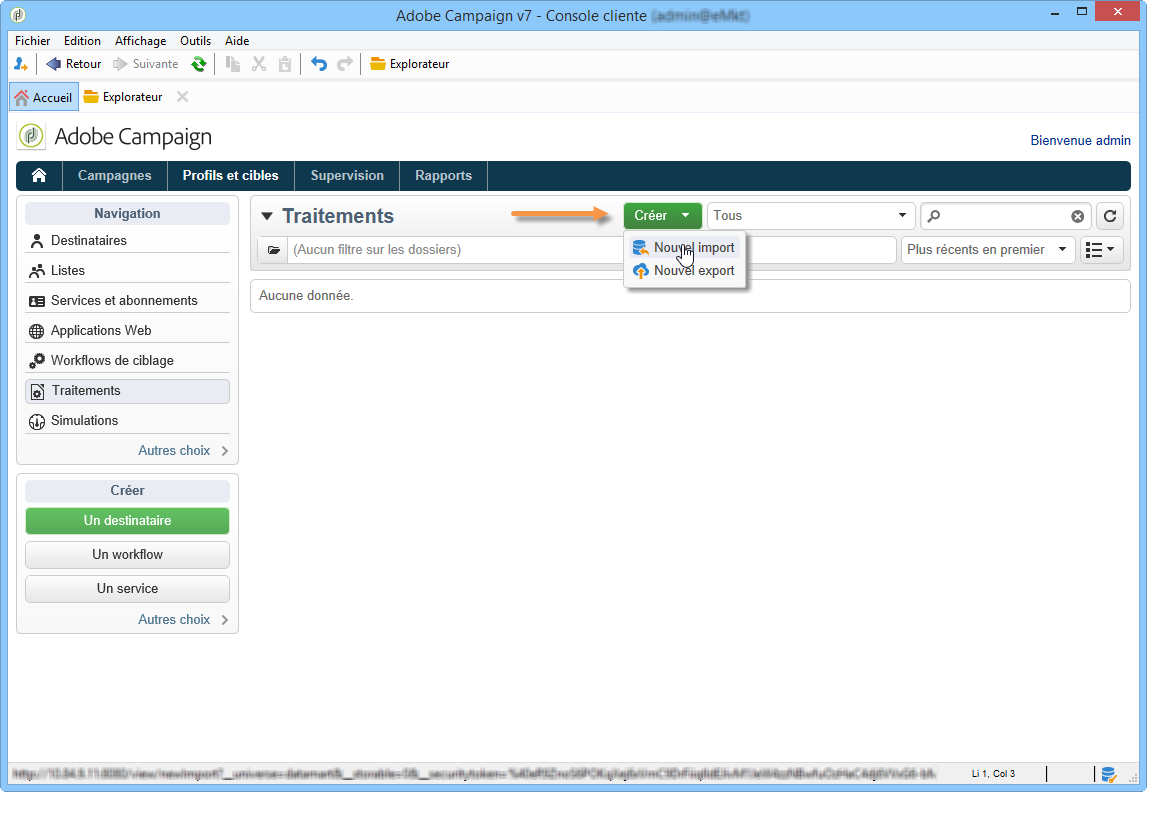 Adobe Campaign v7 - Console cliente (admin@eMkt)
Fichier Edition Affichage Outils Aide
Retour Suivante Explorateur
Accueil Explorateur
Adobe Campaign
Bienvenue admin
Campagnes Profils et cibles Supervision Rapports
Navigation
Destinataires
Listes
Services et abonnements
Applications Web
Workflows de ciblage
Traitements
Simulations
Autres choix
Créer
Un destinataire
Un workflow
Un service
Autres choix
Traitements Créer Tous
(Aucun filtre sur les dossiers) Plus récents en premier
Nouvel import
Nouvel export
Aucune donnée.
Li 1, Col 3